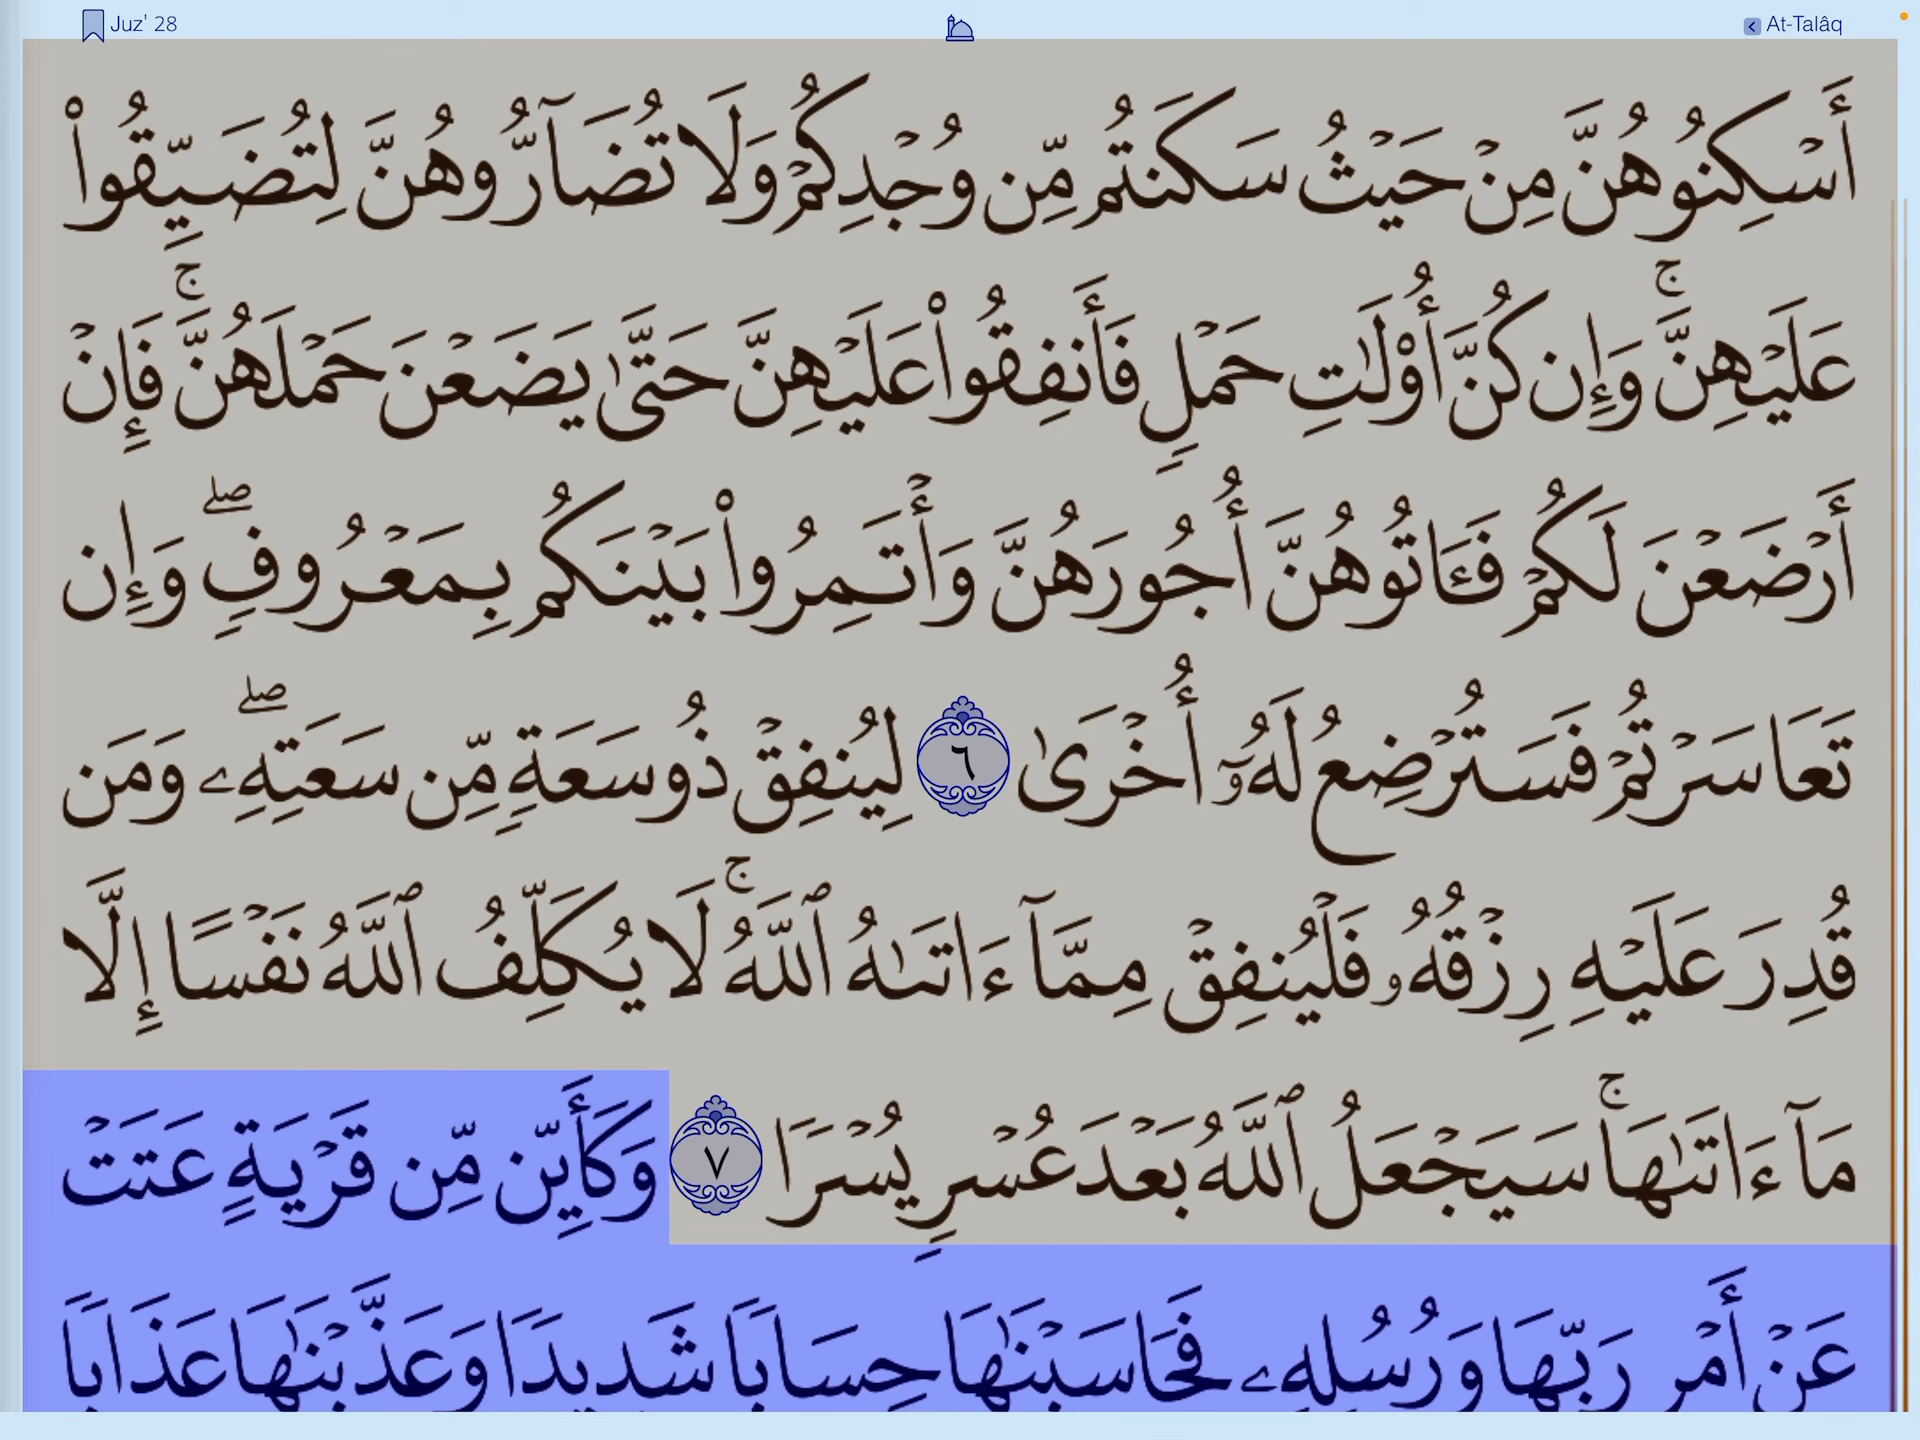 Juz' 28
At-Talâq
أَسْكِنُوهُنَّ مِنْ حَيْثُ سَكَنتُم مِّن وُجْدِكُمْ وَلَا تُضَآرُّوهُنَّ لِتُضَيِّقُوا۟
عَلَيْهِنَّ ۚ وَإِن كُنَّ أُو۟لَـٰتِ حَمْلٍ فَأَنفِقُوا۟ عَلَيْهِنَّ حَتَّىٰ يَضَعْنَ حَمْلَهُنَّ ۚ فَإِنْ
أَرْضَعْنَ لَكُمْ فَـَٔاتُوهُنَّ أُجُورَهُنَّ وَأْتَمِرُوا۟ بَيْنَكُم بِمَعْرُوفٍ ۖ وَإِن
تَعَاسَرْتُمْ فَسَتُرْضِعُ لَهُۥٓ أُخْرَىٰ ٦ لِيُنفِقْ ذُو سَعَةٍ مِّن سَعَتِهِۦ ۖ وَمَن
قُدِرَ عَلَيْهِ رِزْقُهُۥ فَلْيُنفِقْ مِمَّآ ءَاتَىٰهُ ٱللَّهُ ۚ لَا يُكَلِّفُ ٱللَّهُ نَفْسًا إِلَّا
مَآ ءَاتَىٰهَا ۚ سَيَجْعَلُ ٱللَّهُ بَعْدَ عُسْرٍ يُسْرًا ٧ وَكَأَيِّن مِّن قَرْيَةٍ عَتَتْ
عَنْ أَمْرِ رَبِّهَا وَرُسُلِهِۦ فَحَاسَبْنَـٰهَا حِسَابًا شَدِيدًا وَعَذَّبْنَـٰهَا عَذَابًا